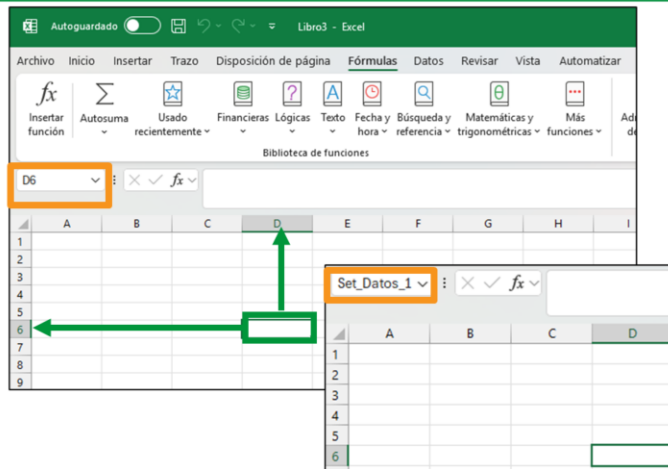 Autoguardado Libro3 - Excel
Archivo Inicio Insertar Trazo Disposición de página Fórmulas Datos Revisar Vista Automatizar
fx
Insertar función
Autosuma
Usado recientemente
Financieras
Lógicas
Texto
Fecha y hora
Búsqueda y referencia
Matemáticas y trigonométricas
Más funciones
Biblioteca de funciones
D6 fx
A B C D E F G H I
1
2
3
4
5
6
7
8
9
Set_Datos_1 fx
A B C D
1
2
3
4
5
6